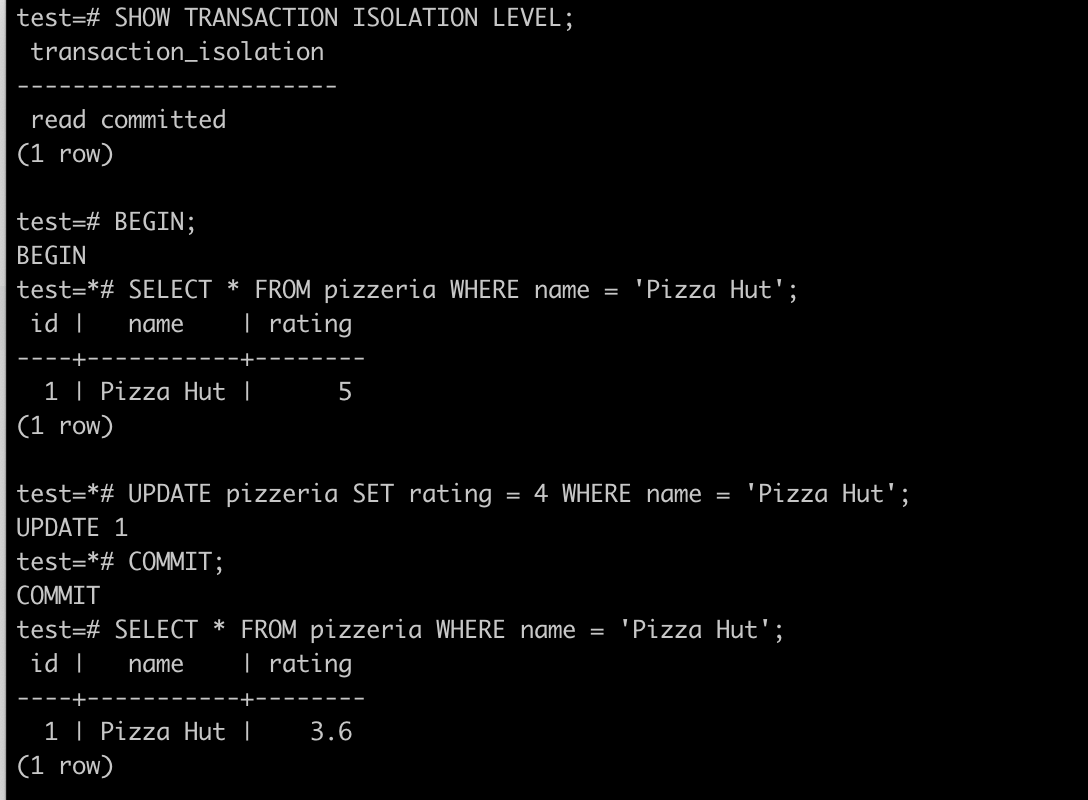 test=# SHOW TRANSACTION ISOLATION LEVEL;
 transaction_isolation
-----------------------
 read committed
(1 row)

test=# BEGIN;
BEGIN
test=*# SELECT * FROM pizzeria WHERE name = 'Pizza Hut';
 id |   name    | rating
----+-----------+--------
  1 | Pizza Hut |      5
(1 row)

test=*# UPDATE pizzeria SET rating = 4 WHERE name = 'Pizza Hut';
UPDATE 1
test=*# COMMIT;
COMMIT
test=# SELECT * FROM pizzeria WHERE name = 'Pizza Hut';
 id |   name    | rating
----+-----------+--------
  1 | Pizza Hut |    3.6
(1 row)